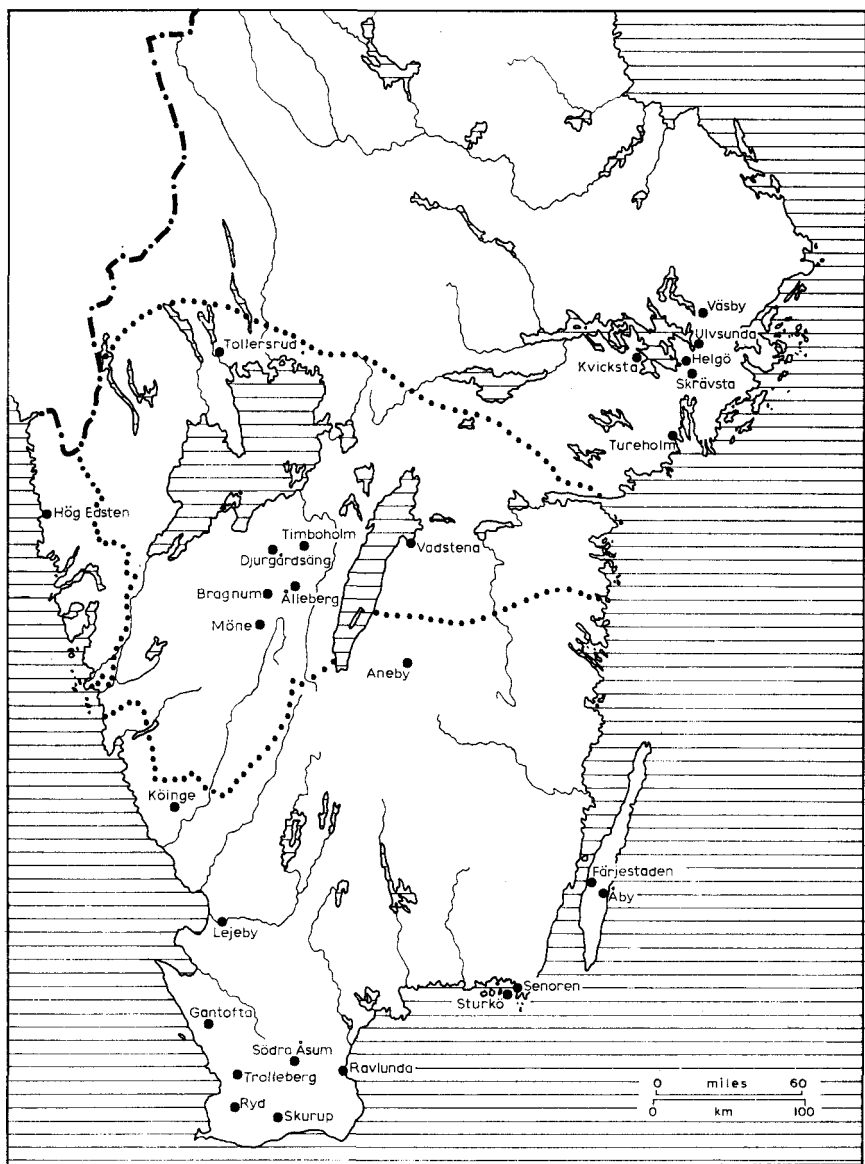 Väsby
Ulvsunda
Tollersrud
Kvicksta
Helgö
Skrävsta
Tureholm
Hög Edsten
Timboholm
Vadstena
Djurgårdsäng
Bragnum
Ålleberg
Möne
Aneby
Köinge
Färjestaden
Åby
Lejeby
Senoren
Sturkö
Gantofta
Södra Åsum
Ravlunda
Trolleberg
0 miles 60
0 km 100
Ryd
Skurup